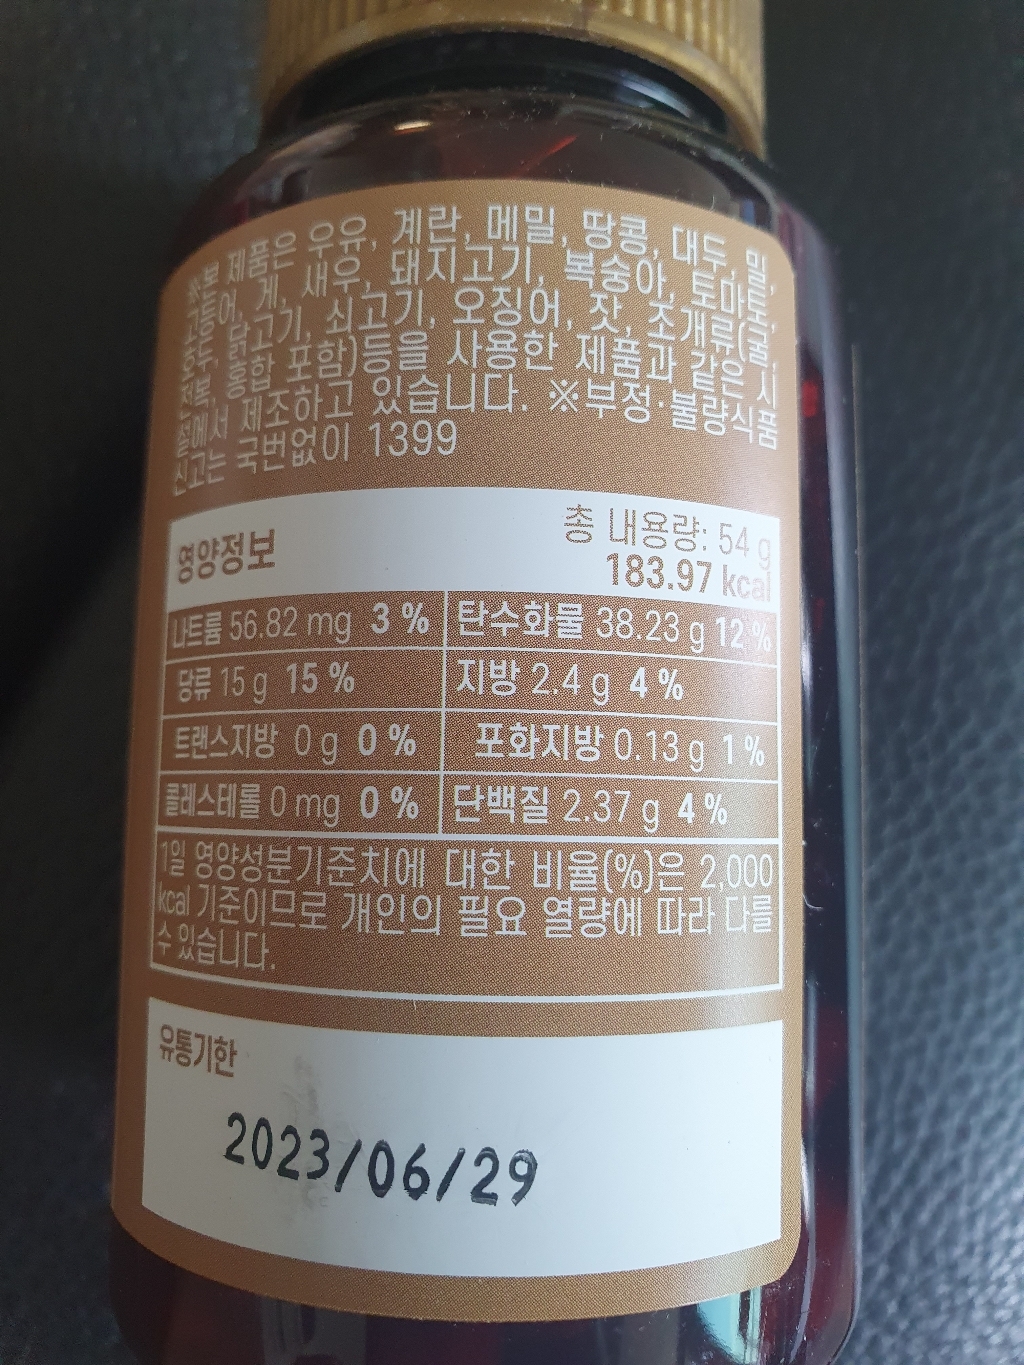 ※본 제품은 우유, 계란, 메밀, 땅콩, 대두, 밀,
고등어, 게, 새우, 돼지고기, 복숭아, 토마토,
호두, 닭고기, 쇠고기, 오징어, 잣, 조개류(굴,
전복, 홍합 포함)등을 사용한 제품과 같은 시
설에서 제조하고 있습니다. ※부정·불량식품
신고는 국번없이 1399
영양정보
총 내용량: 54 g
183.97 kcal
나트륨 56.82 mg 3 % 탄수화물 38.23 g 12 %
당류 15 g 15 % 지방 2.4 g 4 %
트랜스지방 0 g 0 % 포화지방 0.13 g 1 %
콜레스테롤 0 mg 0 % 단백질 2.37 g 4 %
1일 영양성분기준치에 대한 비율(%)은 2,000
kcal 기준이므로 개인의 필요 열량에 따라 다를
수 있습니다.
유통기한
2023/06/29